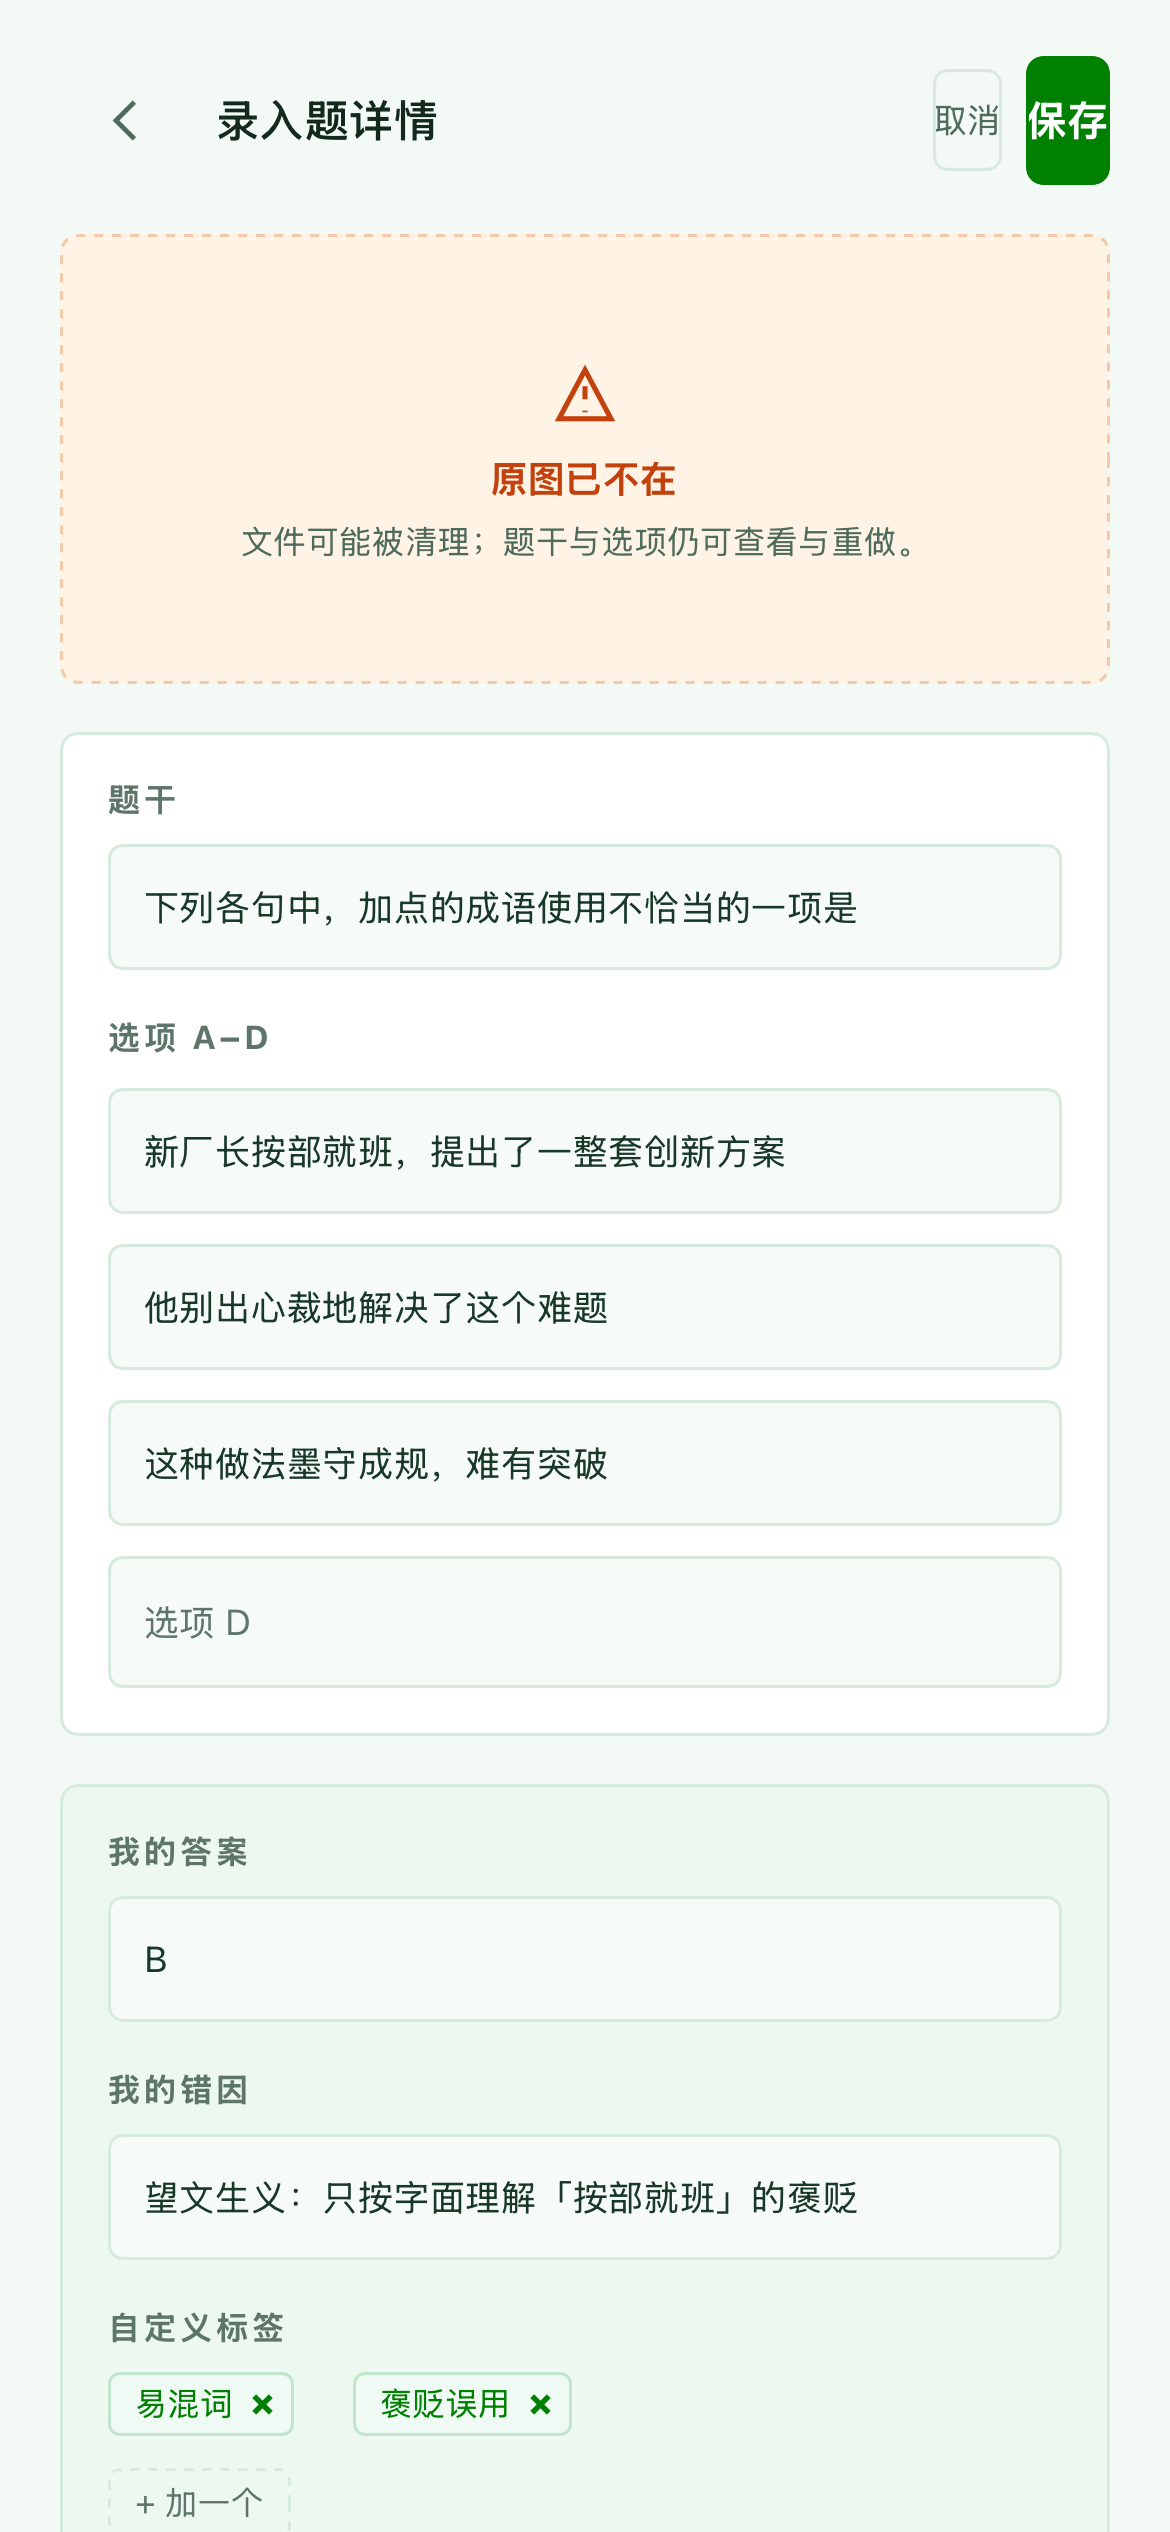 录入题详情
取消
保存
原图已不在
文件可能被清理；题干与选项仍可查看与重做。
题干
下列各句中，加点的成语使用不恰当的一项是
选项 A–D
新厂长按部就班，提出了一整套创新方案
他别出心裁地解决了这个难题
这种做法墨守成规，难有突破
选项 D
我的答案
B
我的错因
望文生义：只按字面理解「按部就班」的褒贬
自定义标签
易混词 ×
褒贬误用 ×
+ 加一个